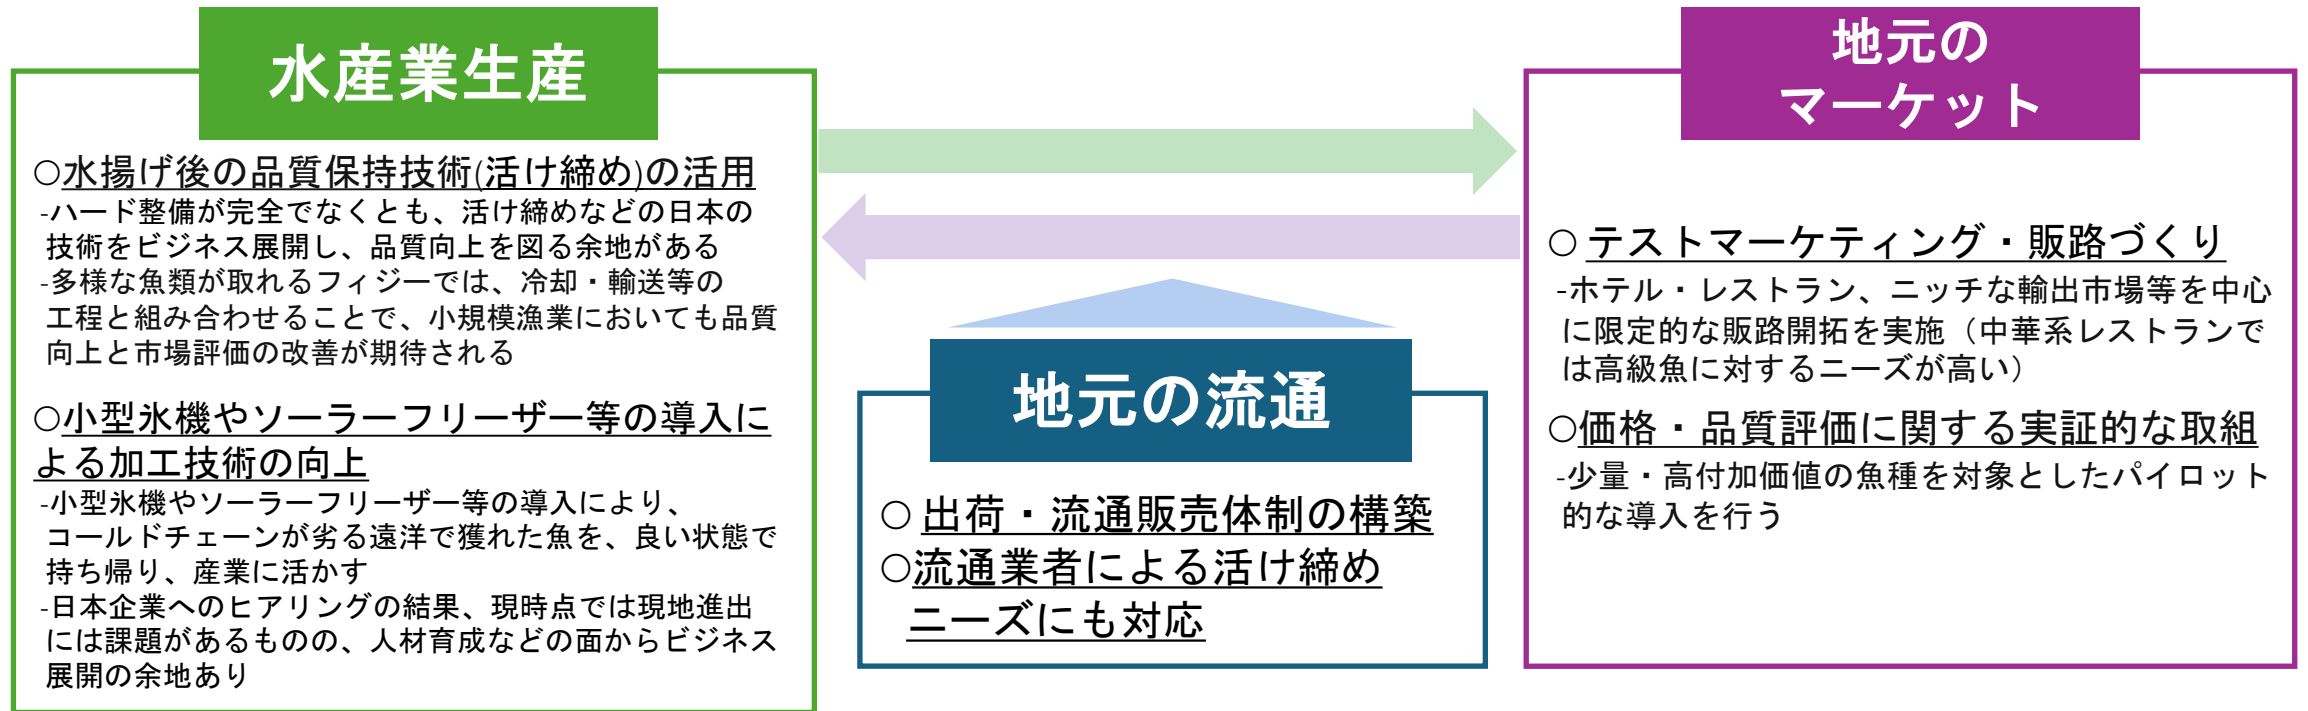 水産業生産
○水揚げ後の品質保持技術(活け締め)の活用
-ハード整備が完全でなくとも、活け締めなどの日本の
技術をビジネス展開し、品質向上を図る余地がある
-多様な魚類が取れるフィジーでは、冷却・輸送等の
工程と組み合わせることで、小規模漁業においても品質
向上と市場評価の改善が期待される
○小型氷機やソーラーフリーザー等の導入に
よる加工技術の向上
-小型氷機やソーラーフリーザー等の導入により、
コールドチェーンが劣る遠洋で獲れた魚を、良い状態で
持ち帰り、産業に活かす
-日本企業へのヒアリングの結果、現時点では現地進出
には課題があるものの、人材育成などの面からビジネス
展開の余地あり
地元の流通
○出荷・流通販売体制の構築
○流通業者による活け締め
ニーズにも対応
地元の
マーケット
○テストマーケティング・販路づくり
-ホテル・レストラン、ニッチな輸出市場等を中心
に限定的な販路開拓を実施（中華系レストランで
は高級魚に対するニーズが高い）
○価格・品質評価に関する実証的な取組
-少量・高付加価値の魚種を対象としたパイロット
的な導入を行う